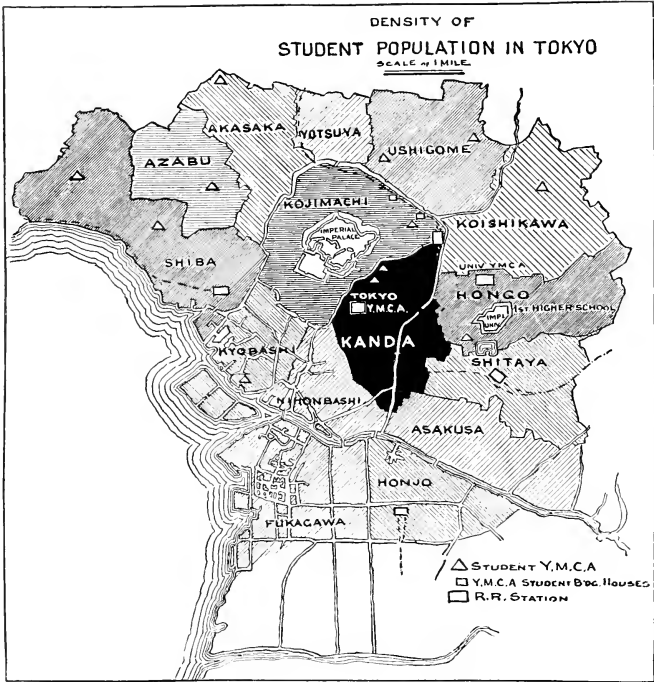 DENSITY OF
STUDENT POPULATION IN TOKYO
SCALE of 1 MILE
AKASAKA
YOTSUYA
USHIGOME
AZABU
KOJIMACHI
KOISHIKAWA
IMPERIAL
PALACE
SHIBA
UNIV. Y.M.C.A
HONGO
TOKYO
Y.M.C.A.
1ST HIGHER SCHOOL
IMP.
UNIV.
KANDA
KYOBASHI
SHITAYA
NIHONBASHI
ASAKUSA
HONJO
FUKAGAWA
STUDENT Y.M.C.A
Y.M.C.A STUDENT B'DG. HOUSES
R.R. STATION